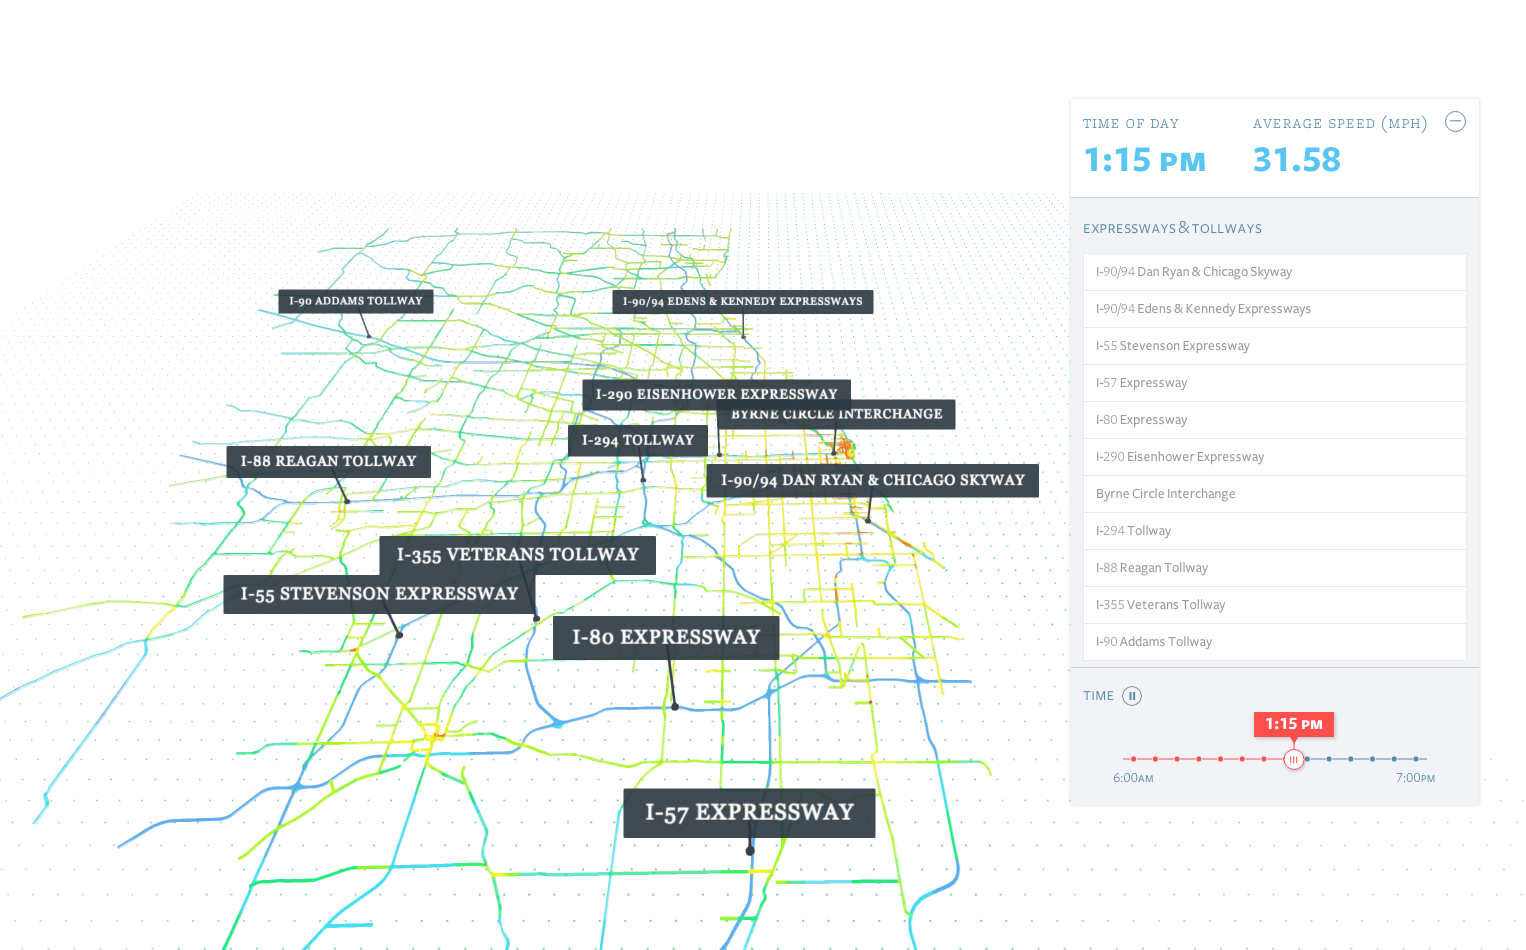 TIME OF DAY
1:15 PM
AVERAGE SPEED (MPH)
31.58
EXPRESSWAYS & TOLLWAYS
I-90/94 Dan Ryan & Chicago Skyway
I-90/94 Edens & Kennedy Expressways
I-55 Stevenson Expressway
I-57 Expressway
I-80 Expressway
I-290 Eisenhower Expressway
Byrne Circle Interchange
I-294 Tollway
I-88 Reagan Tollway
I-355 Veterans Tollway
I-90 Addams Tollway
TIME
1:15 PM
6:00AM
7:00PM
I-90 ADDAMS TOLLWAY
I-90/94 EDENS & KENNEDY EXPRESSWAYS
I-290 EISENHOWER EXPRESSWAY
BYRNE CIRCLE INTERCHANGE
I-294 TOLLWAY
I-88 REAGAN TOLLWAY
I-90/94 DAN RYAN & CHICAGO SKYWAY
I-355 VETERANS TOLLWAY
I-55 STEVENSON EXPRESSWAY
I-80 EXPRESSWAY
I-57 EXPRESSWAY